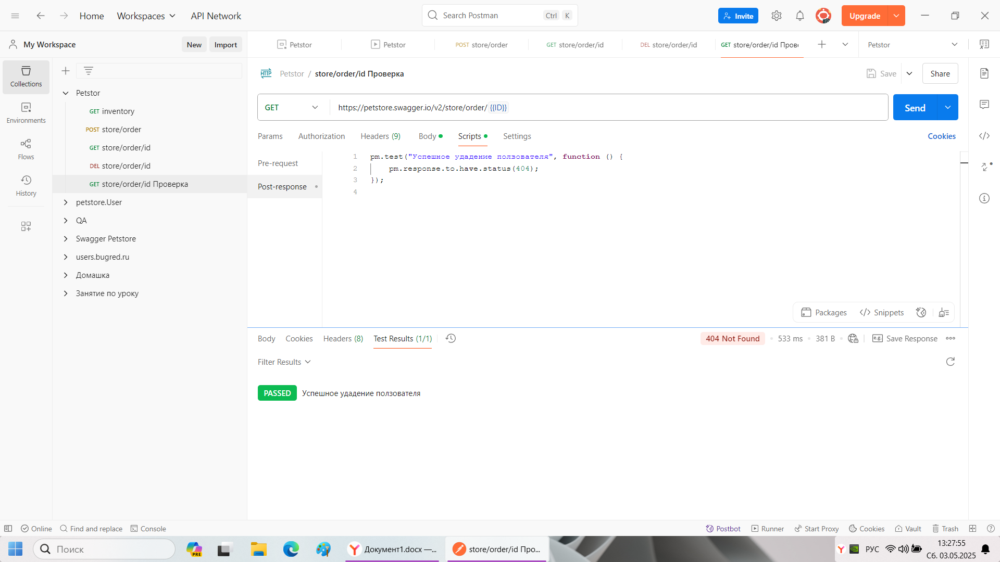 Home
Workspaces
API Network
Search Postman
Ctrl
K
Invite
Upgrade
My Workspace
New
Import
Petstor
Petstor
POST store/order
GET store/order/id
DEL store/order/id
GET store/order/id Прове
Petstor
Collections
Environments
Flows
History
Petstor
GET inventory
POST store/order
GET store/order/id
DEL store/order/id
GET store/order/id Проверка
petstore.User
QA
Swagger Petstore
users.bugred.ru
Домашка
Занятие по уроку
HTTP
Petstor / store/order/id Проверка
Save
Share
GET
https://petstore.swagger.io/v2/store/order/ {{ID}}
Send
Params
Authorization
Headers (9)
Body
Scripts
Settings
Cookies
Pre-request
Post-response
1 pm.test("Успешное удадение ползователя", function () {
2 pm.response.to.have.status(404);
3 });
4
Packages
Snippets
Body
Cookies
Headers (8)
Test Results (1/1)
404 Not Found
533 ms
381 B
e.g.
Save Response
Filter Results
PASSED
Успешное удадение ползователя
Online
Find and replace
Console
Postbot
Runner
Start Proxy
Cookies
Vault
Trash
Поиск
PRE
Документ1.docx —...
store/order/id Про...
РУС
13:27:55
Сб. 03.05.2025